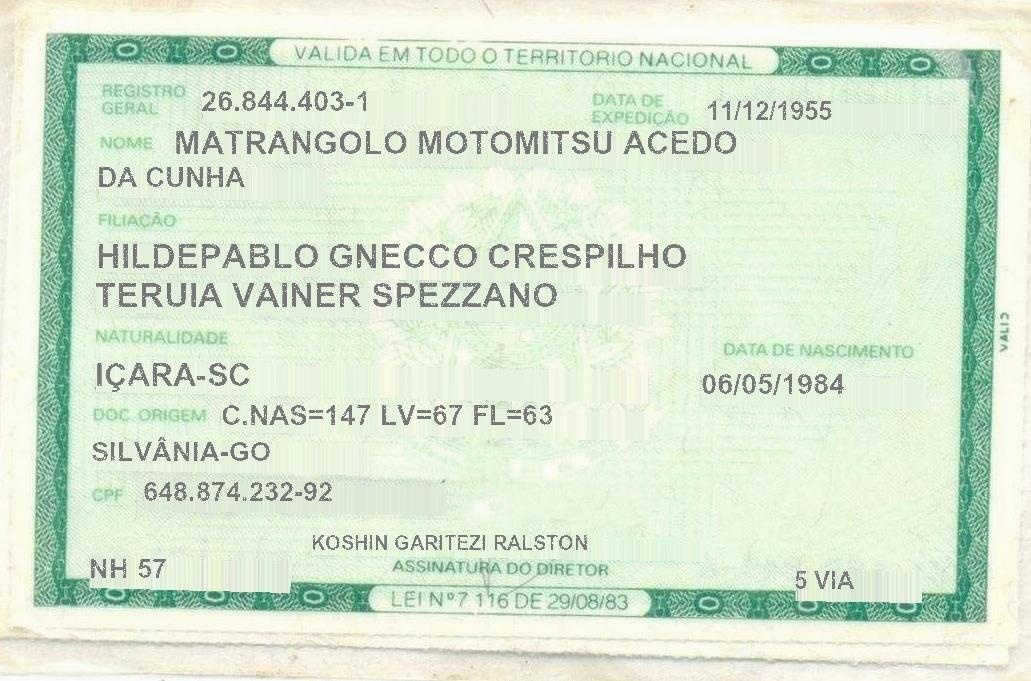 VALIDA EM TODO O TERRITORIO NACIONAL
REGISTRO GERAL 26.844.403-1 DATA DE EXPEDIÇÃO 11/12/1955
NOME MATRANGOLO MOTOMITSU ACEDO
DA CUNHA
FILIAÇÃO
HILDEPABLO GNECCO CRESPILHO
TERUIA VAINER SPEZZANO
NATURALIDADE DATA DE NASCIMENTO
IÇARA-SC 06/05/1984
DOC. ORIGEM C.NAS=147 LV=67 FL=63
SILVÂNIA-GO
CPF 648.874.232-92
KOSHIN GARITEZI RALSTON
NH 57 ASSINATURA DO DIRETOR 5 VIA
LEI Nº 7.116 DE 29/08/83
VALID